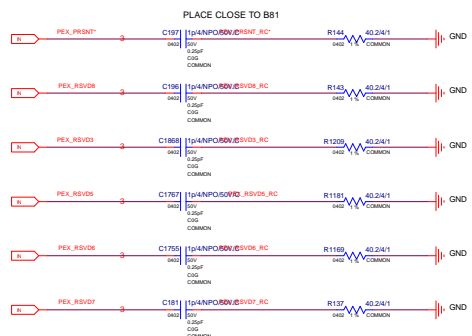 PLACE CLOSE TO B81
IN PEX_PRSNT* 3 C197 1p/4/NPO/50V/C PEX_PRSNT_RC* R144 40.2/4/1 GND
0402 50V 0402 1 % COMMON
0.25pF
C0G
COMMON
IN PEX_RSVD8 3 C196 1p/4/NPO/50V/C PEX_RSVD8_RC R143 40.2/4/1 GND
0402 50V 0402 1 % COMMON
0.25pF
C0G
COMMON
IN PEX_RSVD3 3 C1868 1p/4/NPO/50V/C PEX_RSVD3_RC R1209 40.2/4/1 GND
0402 50V 0402 1 % COMMON
0.25pF
C0G
COMMON
IN PEX_RSVD5 3 C1767 1p/4/NPO/50V/C PEX_RSVD5_RC R1181 40.2/4/1 GND
0402 50V 0402 1 % COMMON
0.25pF
C0G
COMMON
IN PEX_RSVD6 3 C1755 1p/4/NPO/50V/C PEX_RSVD6_RC R1169 40.2/4/1 GND
0402 50V 0402 1 % COMMON
0.25pF
C0G
COMMON
IN PEX_RSVD7 3 C181 1p/4/NPO/50V/C PEX_RSVD7_RC R137 40.2/4/1 GND
0402 50V 0402 1 % COMMON
0.25pF
C0G
COMMON